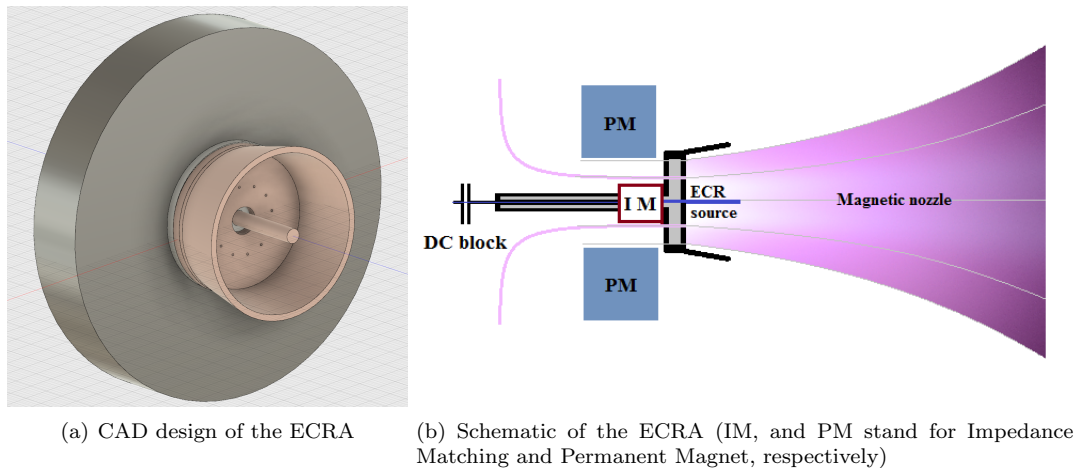 PM
ECR
source
I M
Magnetic nozzle
DC block
PM
(a) CAD design of the ECRA
(b) Schematic of the ECRA (IM, and PM stand for Impedance
Matching and Permanent Magnet, respectively)